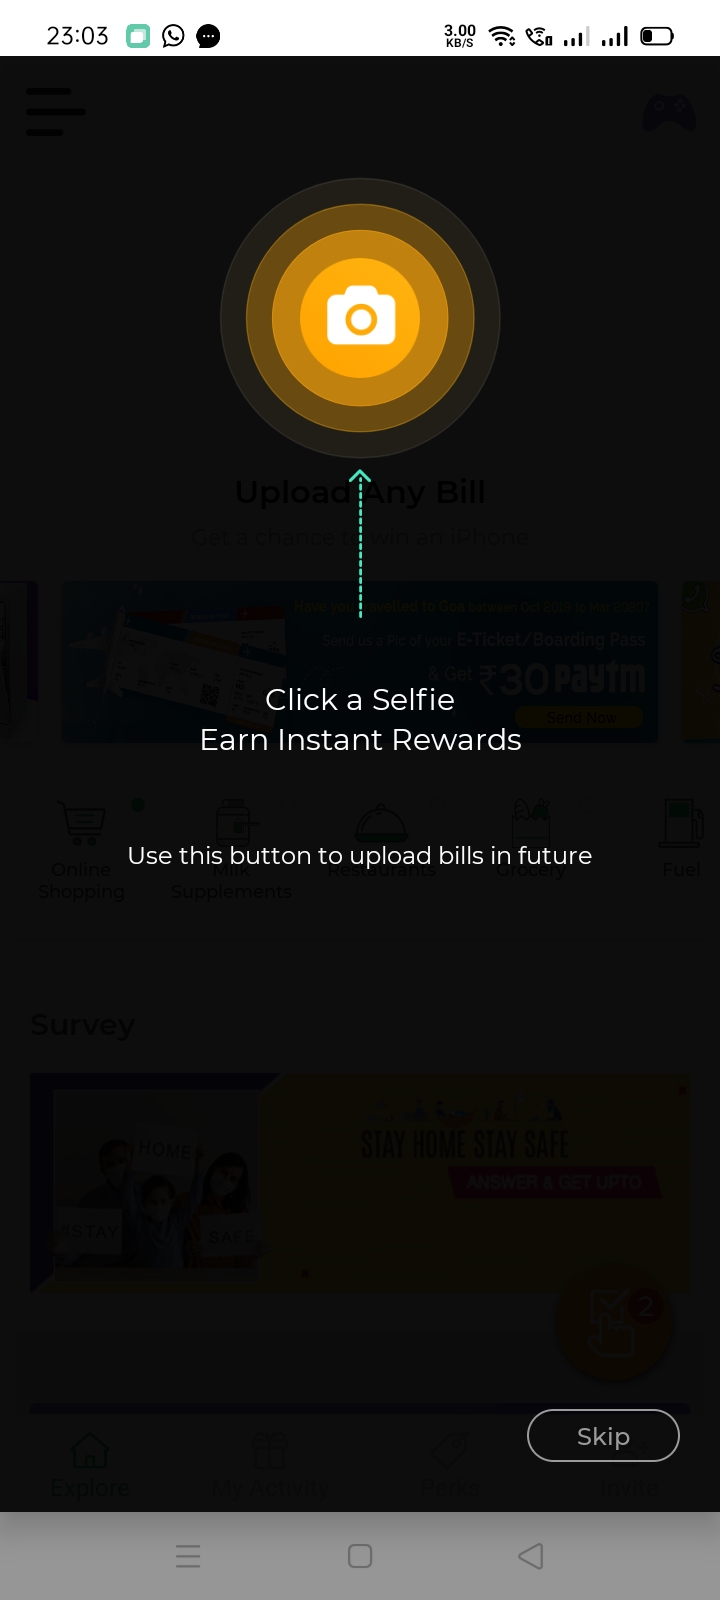 23:03
3.00
KB/S
Upload Any Bill
Get a chance to win an iPhone
Have you travelled to Goa between Oct 2019 to Mar 2020?
Send us a Pic of your E-Ticket/Boarding Pass
& Get ₹30 paytm
Send Now
Click a Selfie
Earn Instant Rewards
Use this button to upload bills in future
Online
Shopping
Milk
Supplements
Restaurants
Grocery
Fuel
Survey
HOME
STAY
SAFE
STAY HOME STAY SAFE
ANSWER & GET UPTO
2
Skip
Explore
My Activity
Perks
Invite